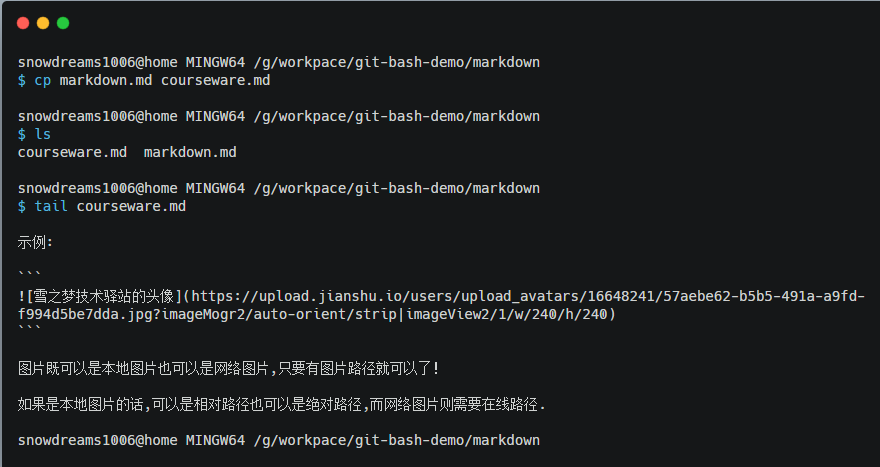 snowdreams1006@home MINGW64 /g/workpace/git-bash-demo/markdown
$ cp markdown.md courseware.md
snowdreams1006@home MINGW64 /g/workpace/git-bash-demo/markdown
$ ls
courseware.md  markdown.md
snowdreams1006@home MINGW64 /g/workpace/git-bash-demo/markdown
$ tail courseware.md
示例:
```
![雪之梦技术驿站的头像](https://upload.jianshu.io/users/upload_avatars/16648241/57aebe62-b5b5-491a-a9fd-
f994d5be7dda.jpg?imageMogr2/auto-orient/strip|imageView2/1/w/240/h/240)
```
图片既可以是本地图片也可以是网络图片,只要有图片路径就可以了!
如果是本地图片的话,可以是相对路径也可以是绝对路径,而网络图片则需要在线路径.
snowdreams1006@home MINGW64 /g/workpace/git-bash-demo/markdown